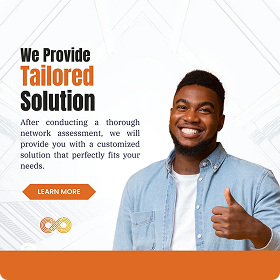 We Provide
Tailored
Solution
After conducting a thorough
network assessment, we will
provide you with a customized
solution that perfectly fits your
needs.
LEARN MORE